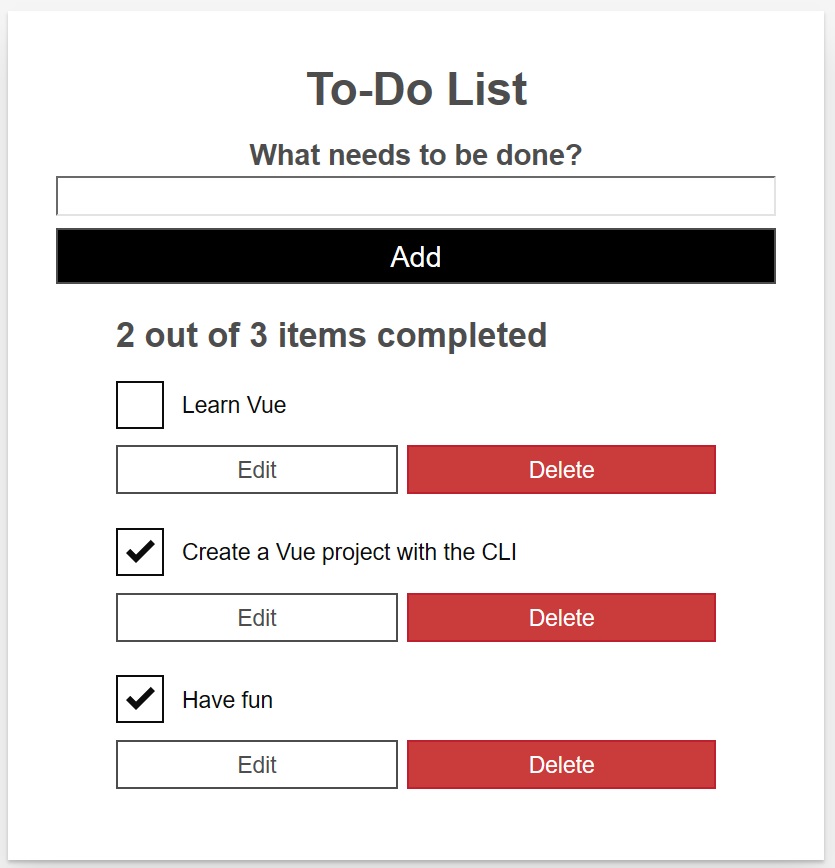 To-Do List
What needs to be done?
Add
2 out of 3 items completed
Learn Vue
Edit Delete
Create a Vue project with the CLI
Edit Delete
Have fun
Edit Delete